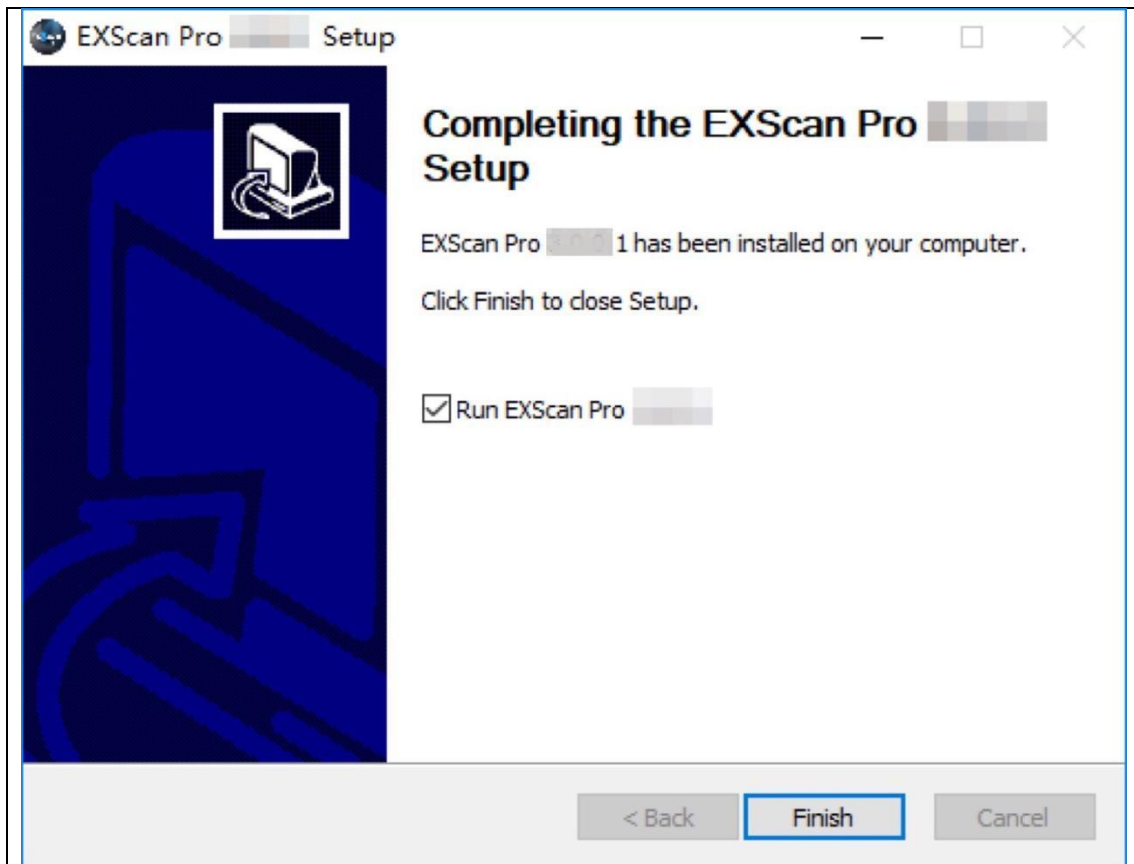 EXScan Pro Setup
Completing the EXScan Pro
Setup
EXScan Pro 1 has been installed on your computer.
Click Finish to close Setup.
Run EXScan Pro
< Back Finish Cancel